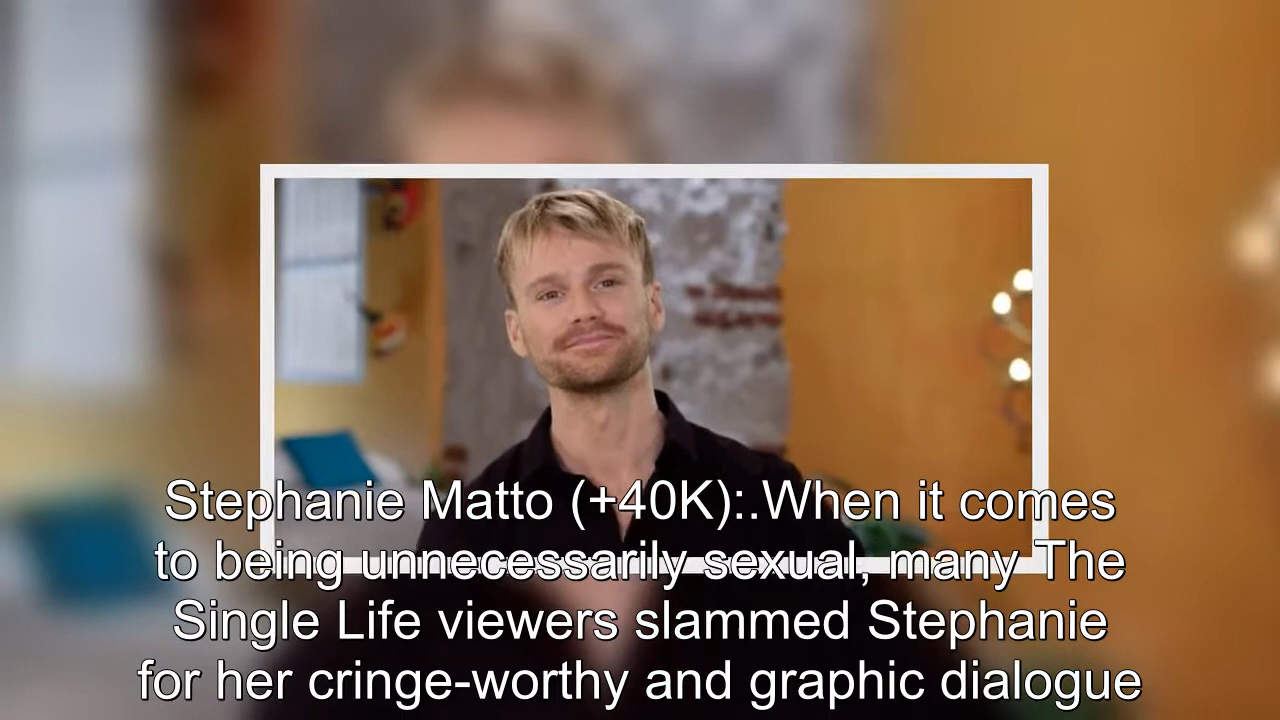 Stephanie Matto (+40K):.When it comes
to being unnecessarily sexual, many The
Single Life viewers slammed Stephanie
for her cringe-worthy and graphic dialogue